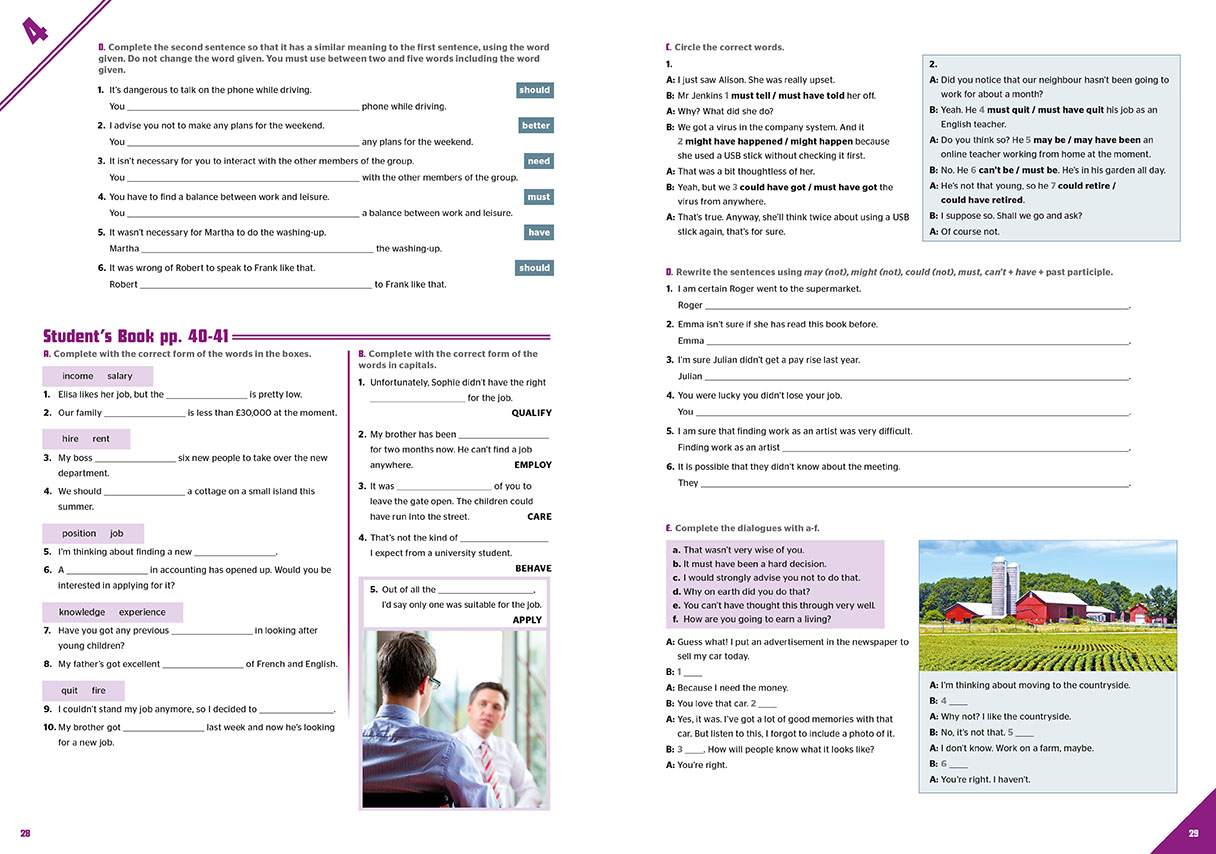 4
D. Complete the second sentence so that it has a similar meaning to the first sentence, using the word
given. Do not change the word given. You must use between two and five words including the word
given.
1. It's dangerous to talk on the phone while driving. should
You ____ phone while driving.
2. I advise you not to make any plans for the weekend. better
You ____ any plans for the weekend.
3. It isn't necessary for you to interact with the other members of the group. need
You ____ with the other members of the group.
4. You have to find a balance between work and leisure. must
You ____ a balance between work and leisure.
5. It wasn't necessary for Martha to do the washing-up. have
Martha ____ the washing-up.
6. It was wrong of Robert to speak to Frank like that. should
Robert ____ to Frank like that.
Student's Book pp. 40-41
A. Complete with the correct form of the words in the boxes.
income salary
1. Elisa likes her job, but the ____ is pretty low.
2. Our family ____ is less than £30,000 at the moment.
hire rent
3. My boss ____ six new people to take over the new
department.
4. We should ____ a cottage on a small island this
summer.
position job
5. I'm thinking about finding a new ____.
6. A ____ in accounting has opened up. Would you be
interested in applying for it?
knowledge experience
7. Have you got any previous ____ in looking after
young children?
8. My father's got excellent ____ of French and English.
quit fire
9. I couldn't stand my job anymore, so I decided to ____.
10. My brother got ____ last week and now he's looking
for a new job.
B. Complete with the correct form of the
words in capitals.
1. Unfortunately, Sophie didn't have the right
____ for the job.
QUALIFY
2. My brother has been ____
for two months now. He can't find a job
anywhere. EMPLOY
3. It was ____ of you to
leave the gate open. The children could
have run into the street. CARE
4. That's not the kind of ____
I expect from a university student.
BEHAVE
5. Out of all the ____,
I'd say only one was suitable for the job.
APPLY
28
C. Circle the correct words.
1.
A: I just saw Alison. She was really upset.
B: Mr Jenkins 1 must tell / must have told her off.
A: Why? What did she do?
B: We got a virus in the company system. And it
2 might have happened / might happen because
she used a USB stick without checking it first.
A: That was a bit thoughtless of her.
B: Yeah, but we 3 could have got / must have got the
virus from anywhere.
A: That's true. Anyway, she'll think twice about using a USB
stick again, that's for sure.
2.
A: Did you notice that our neighbour hasn't been going to
work for about a month?
B: Yeah. He 4 must quit / must have quit his job as an
English teacher.
A: Do you think so? He 5 may be / may have been an
online teacher working from home at the moment.
B: No. He 6 can't be / must be. He's in his garden all day.
A: He's not that young, so he 7 could retire /
could have retired.
B: I suppose so. Shall we go and ask?
A: Of course not.
D. Rewrite the sentences using may (not), might (not), could (not), must, can't + have + past participle.
1. I am certain Roger went to the supermarket.
Roger ____.
2. Emma isn't sure if she has read this book before.
Emma ____.
3. I'm sure Julian didn't get a pay rise last year.
Julian ____.
4. You were lucky you didn't lose your job.
You ____.
5. I am sure that finding work as an artist was very difficult.
Finding work as an artist ____.
6. It is possible that they didn't know about the meeting.
They ____.
E. Complete the dialogues with a-f.
a. That wasn't very wise of you.
b. It must have been a hard decision.
c. I would strongly advise you not to do that.
d. Why on earth did you do that?
e. You can't have thought this through very well.
f. How are you going to earn a living?
A: Guess what! I put an advertisement in the newspaper to
sell my car today.
B: 1 ____
A: Because I need the money.
B: You love that car. 2 ____
A: Yes, it was. I've got a lot of good memories with that
car. But listen to this, I forgot to include a photo of it.
B: 3 ____. How will people know what it looks like?
A: You're right.
A: I'm thinking about moving to the countryside.
B: 4 ____
A: Why not? I like the countryside.
B: No, it's not that. 5 ____
A: I don't know. Work on a farm, maybe.
B: 6 ____
A: You're right. I haven't.
29